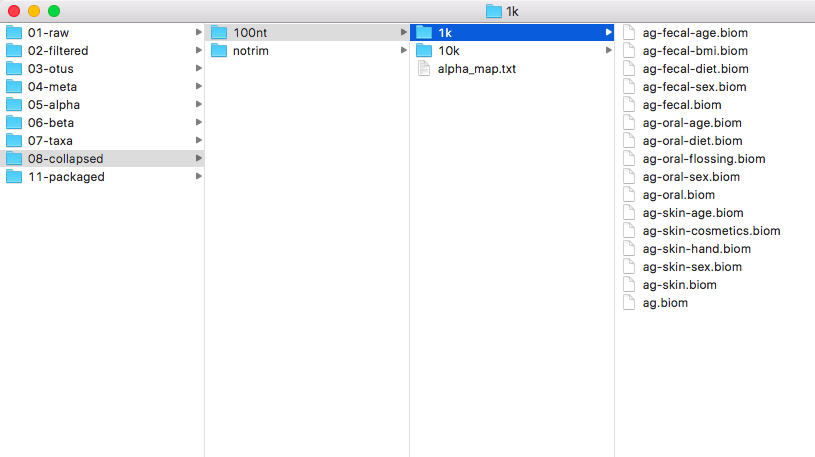 1k
01-raw
02-filtered
03-otus
04-meta
05-alpha
06-beta
07-taxa
08-collapsed
11-packaged
100nt
notrim
1k
10k
alpha_map.txt
ag-fecal-age.biom
ag-fecal-bmi.biom
ag-fecal-diet.biom
ag-fecal-sex.biom
ag-fecal.biom
ag-oral-age.biom
ag-oral-diet.biom
ag-oral-flossing.biom
ag-oral-sex.biom
ag-oral.biom
ag-skin-age.biom
ag-skin-cosmetics.biom
ag-skin-hand.biom
ag-skin-sex.biom
ag-skin.biom
ag.biom